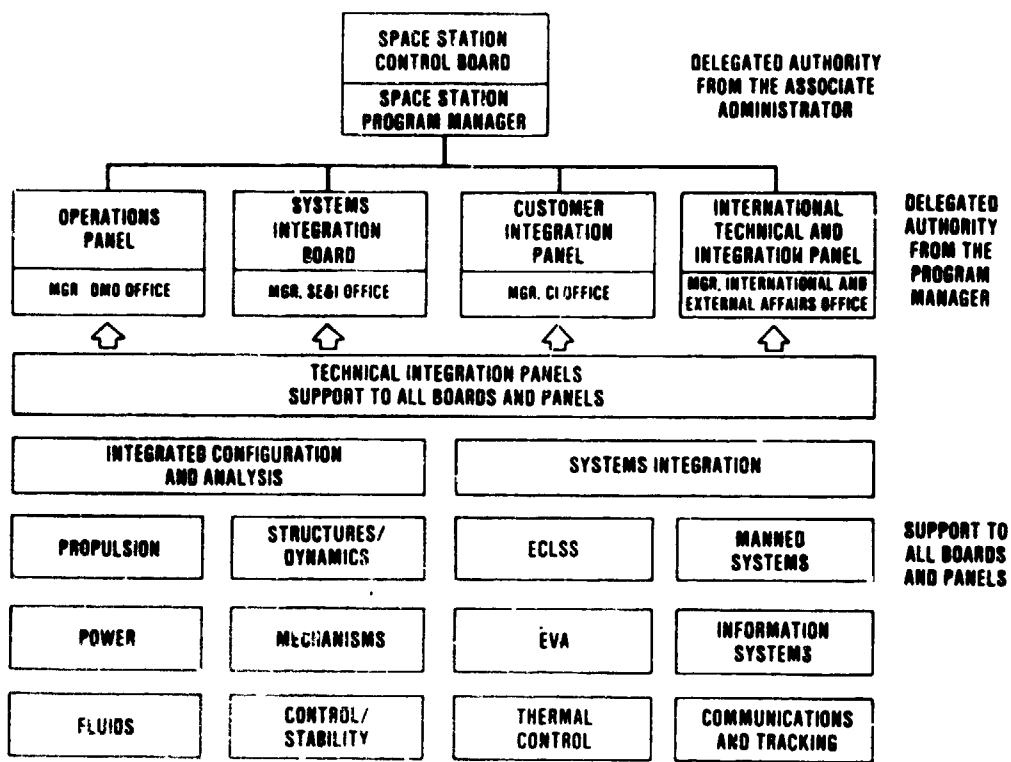 SPACE STATION
CONTROL BOARD
SPACE STATION
PROGRAM MANAGER
DELEGATED AUTHORITY
FROM THE ASSOCIATE
ADMINISTRATOR
OPERATIONS
PANEL
MGR OMO OFFICE
SYSTEMS
INTEGRATION
BOARD
MGR. SE&I OFFICE
CUSTOMER
INTEGRATION
PANEL
MGR. CI OFFICE
INTERNATIONAL
TECHNICAL AND
INTEGRATION PANEL
MGR. INTERNATIONAL AND
EXTERNAL AFFAIRS OFFICE
DELEGATED
AUTHORITY
FROM THE
PROGRAM
MANAGER
TECHNICAL INTEGRATION PANELS
SUPPORT TO ALL BOARDS AND PANELS
INTEGRATED CONFIGURATION
AND ANALYSIS
SYSTEMS INTEGRATION
PROPULSION
STRUCTURES/
DYNAMICS
ECLSS
MANNED
SYSTEMS
SUPPORT TO
ALL BOARDS
AND PANELS
POWER
MECHANISMS
EVA
INFORMATION
SYSTEMS
FLUIDS
CONTROL/
STABILITY
THERMAL
CONTROL
COMMUNICATIONS
AND TRACKING